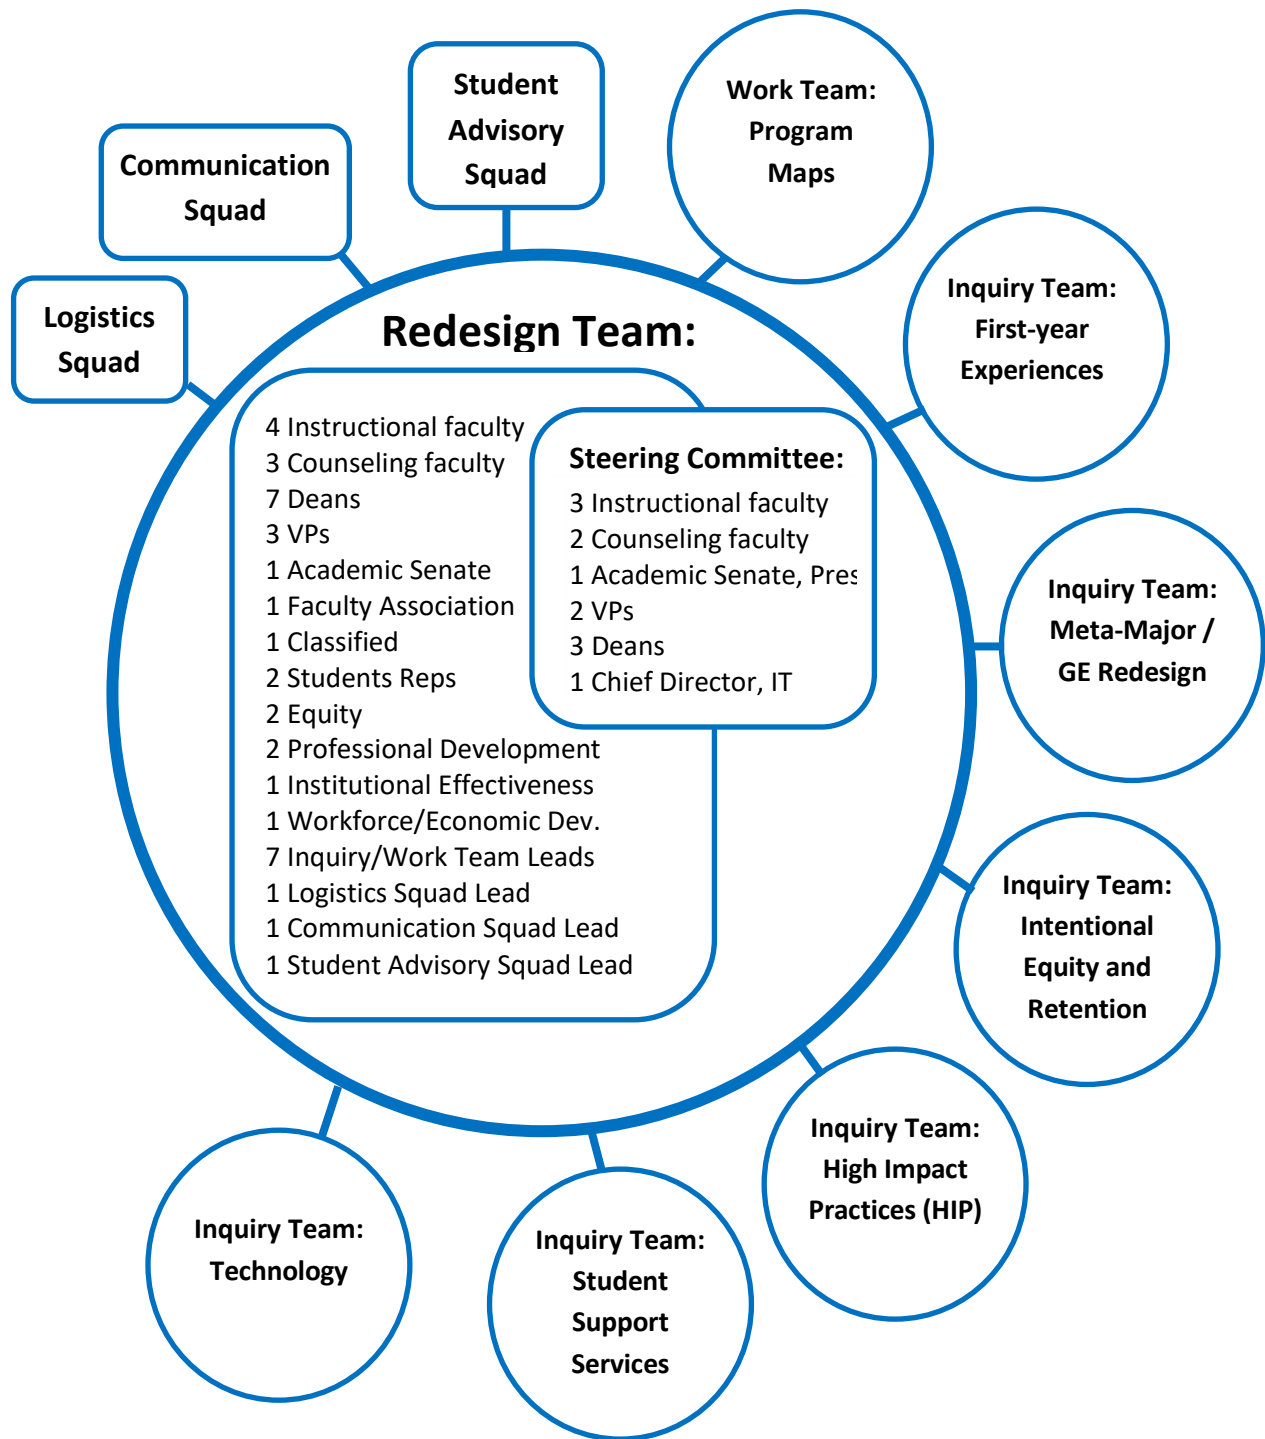 Student
Advisory
Squad
Work Team:
Program
Maps
Communication
Squad
Logistics
Squad
Inquiry Team:
First-year
Experiences
Redesign Team:
4 Instructional faculty
3 Counseling faculty
7 Deans
3 VPs
1 Academic Senate
1 Faculty Association
1 Classified
2 Students Reps
2 Equity
2 Professional Development
1 Institutional Effectiveness
1 Workforce/Economic Dev.
7 Inquiry/Work Team Leads
1 Logistics Squad Lead
1 Communication Squad Lead
1 Student Advisory Squad Lead
Steering Committee:
3 Instructional faculty
2 Counseling faculty
1 Academic Senate, Pres
2 VPs
3 Deans
1 Chief Director, IT
Inquiry Team:
Meta-Major /
GE Redesign
Inquiry Team:
Intentional
Equity and
Retention
Inquiry Team:
High Impact
Practices (HIP)
Inquiry Team:
Student
Support
Services
Inquiry Team:
Technology